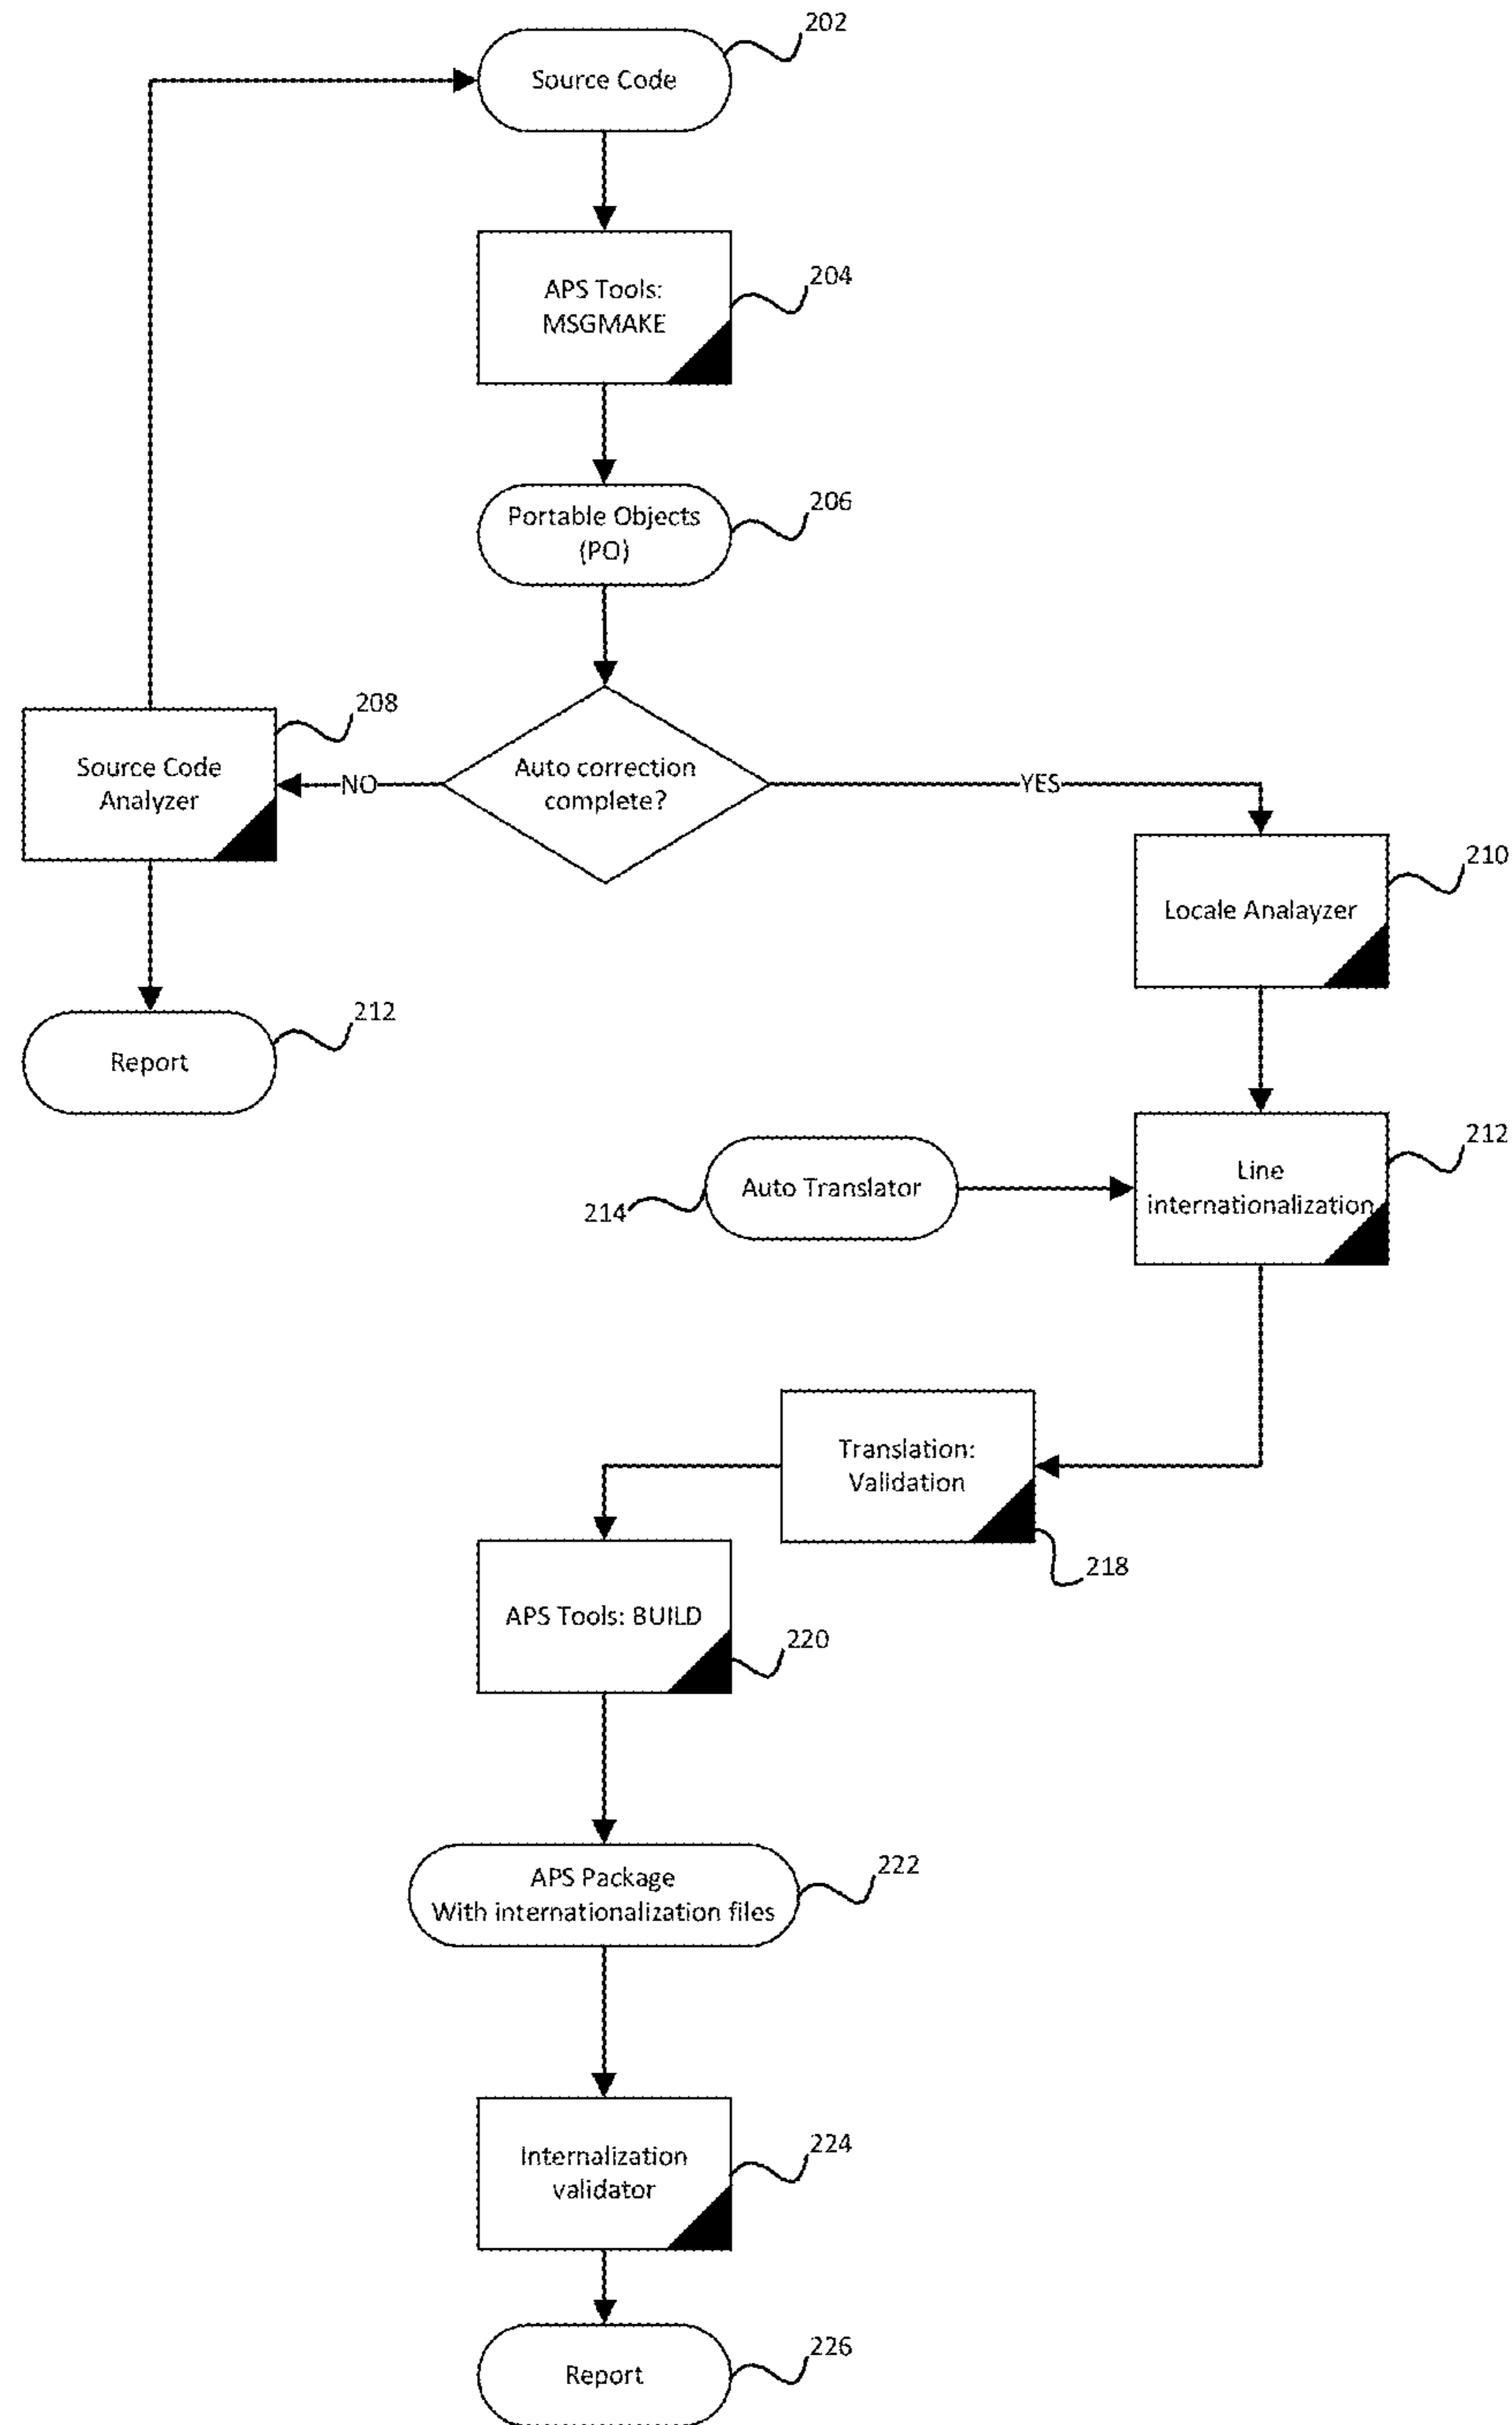 202
Source Code
204
APS Tools:
MSGMAKE
206
Portable Objects
(PO)
208
Source Code
Analyzer
NO
Auto correction
complete?
YES
210
Locale Analayzer
212
Report
212
Line
internationalization
Auto Translator
214
Translation:
Validation
218
APS Tools: BUILD
220
222
APS Package
With internationalization files
224
Internalization
validator
226
Report